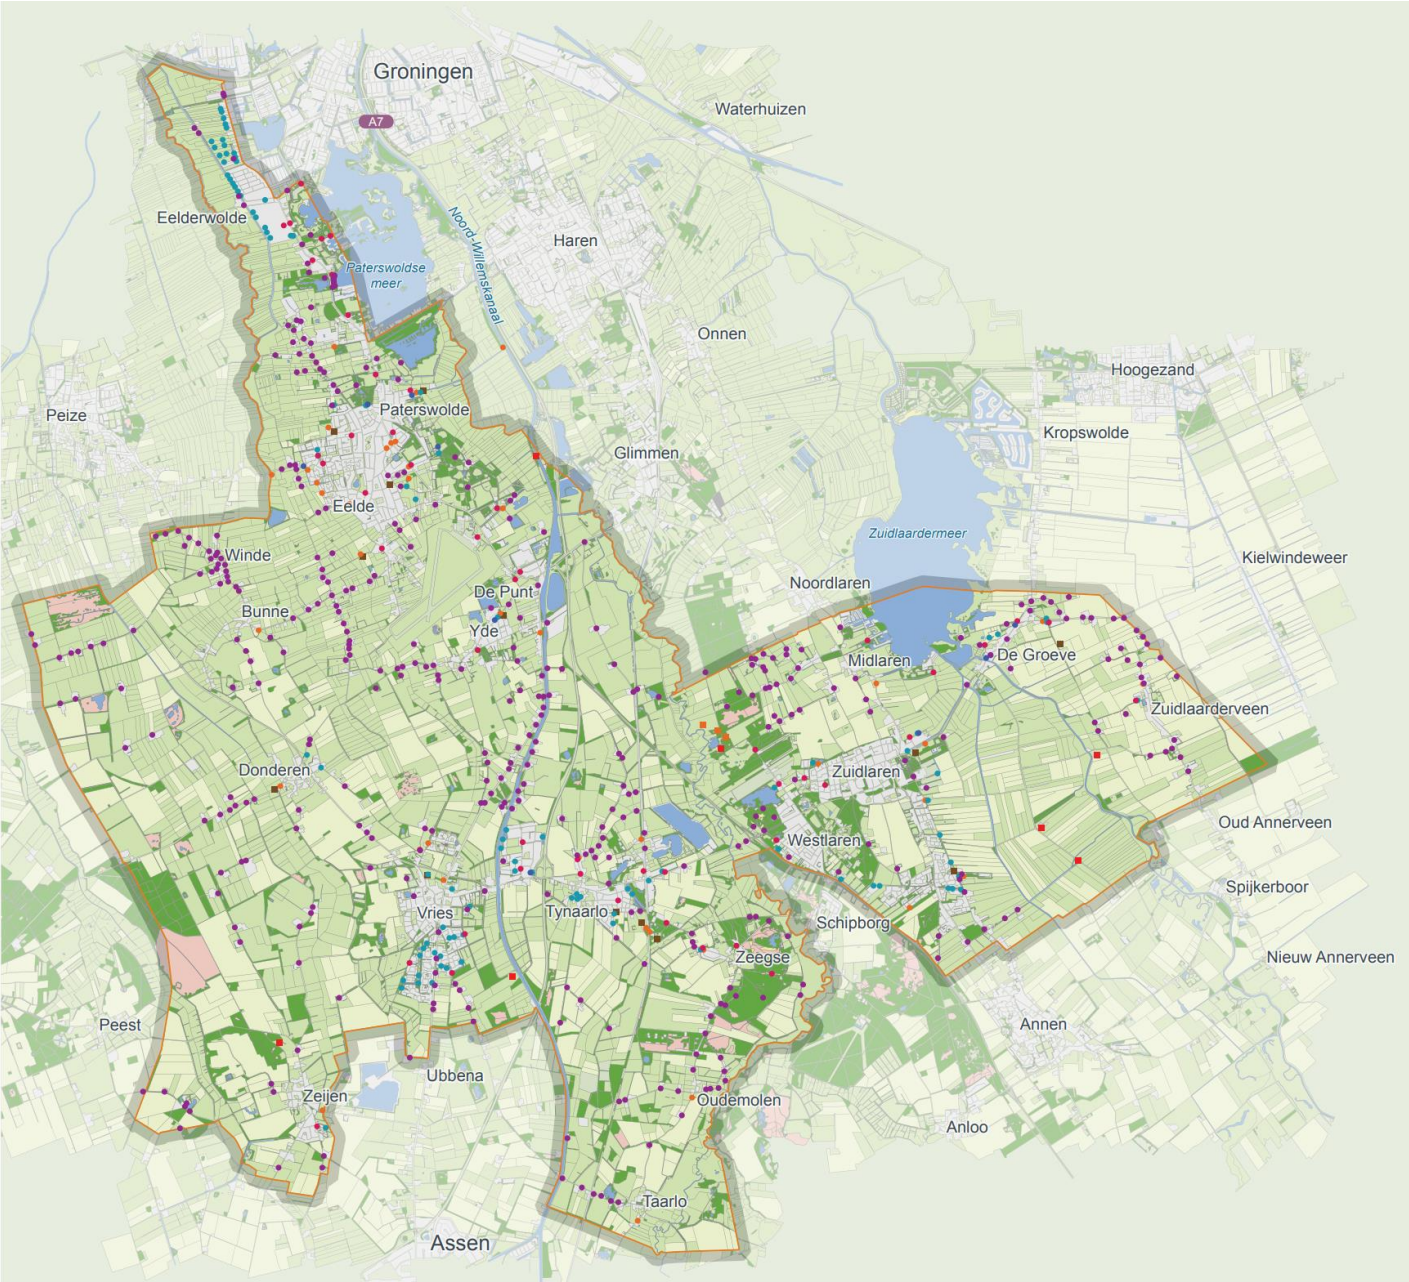 Groningen
Waterhuizen
A7
Eelderwolde
Noord-Willemskanaal
Haren
Paterswoldse
meer
Onnen
Hoogezand
Peize
Paterswolde
Kropswolde
Glimmen
Eelde
Zuidlaardermeer
Winde
Kielwindeweer
Noordlaren
De Punt
Bunne
Yde
De Groeve
Midlaren
Zuidlaarderveen
Donderen
Zuidlaren
Oud Annerveen
Westlaren
Spijkerboor
Vries
Tynaarlo
Schipborg
Zeegse
Nieuw Annerveen
Peest
Annen
Ubbena
Zeijen
Oudemolen
Anloo
Taarlo
Assen